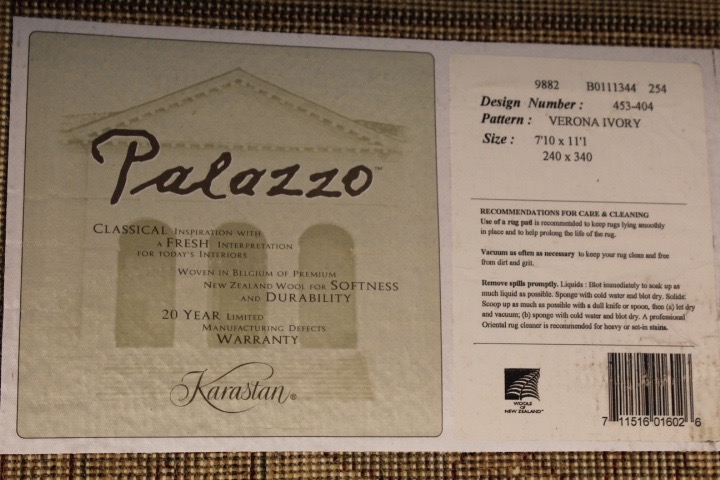 Palazzo™
CLASSICAL INSPIRATION WITH
A FRESH INTERPRETATION
FOR TODAY'S INTERIORS
WOVEN IN BELGIUM OF PREMIUM
NEW ZEALAND WOOL FOR SOFTNESS
AND DURABILITY
20 YEAR LIMITED
MANUFACTURING DEFECTS
WARRANTY
Karastan®
9882 B0111344 254
Design Number : 453-404
Pattern : VERONA IVORY
Size : 7'10 x 11'1
240 x 340
RECOMMENDATIONS FOR CARE & CLEANING
Use of a rug pad is recommended to keep rugs lying smoothly
in place and to help prolong the life of the rug.
Vacuum as often as necessary to keep your rug clean and free
from dirt and grit.
Remove spills promptly. Liquids : Blot immediately to soak up as
much liquid as possible. Sponge with cold water and blot dry. Solids:
Scoop up as much as possible with a dull knife or spoon, then (a) let dry
and vacuum; (b) sponge with cold water and blot dry. A professional
Oriental rug cleaner is recommended for heavy or set-in stains.
WOOLS
OF
NEW ZEALAND™
7 11516 01602 6